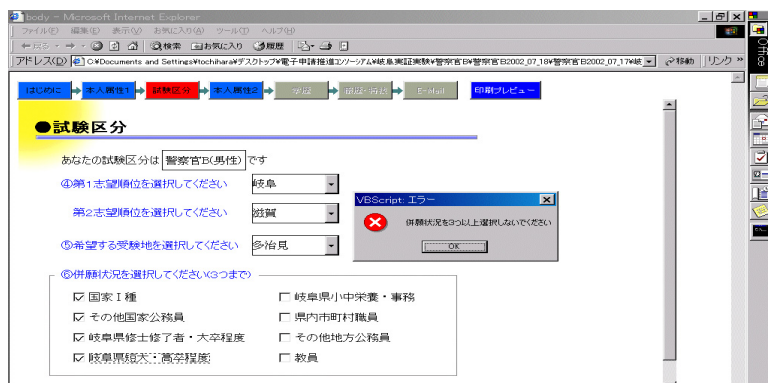 body - Microsoft Internet Explorer
ファイル(F) 編集(E) 表示(V) お気に入り(A) ツール(T) ヘルプ(H)
戻る 検索 お気に入り 履歴
アドレス(D) C:¥Documents and Settings¥tochihara¥デスクトップ¥電子申請推進コンソーシアム¥岐阜実証実験¥警察官B¥警察官B2002_07_18¥警察官B2002_07_17¥岐 移動 リンク »
Office
はじめに 本人属性1 試験区分 本人属性2 学歴 職歴・特技 E-Mail 印刷プレビュー
●試験区分
あなたの試験区分は 警察官B(男性) です
④第1志望順位を選択してください 岐阜
第2志望順位を選択してください 滋賀
⑤希望する受験地を選択してください 多治見
VBScript: エラー
併願状況を3つ以上選択しないでください
OK
⑥併願状況を選択してください(3つまで)
国家Ⅰ種 岐阜県小中栄養・事務
その他国家公務員 県内市町村職員
岐阜県修士修了者・大卒程度 その他地方公務員
岐阜県短大・高卒程度 教員